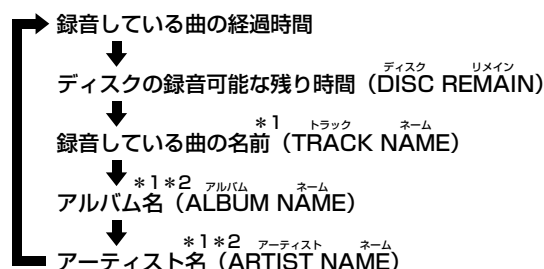 録音している曲の経過時間
ディスクの録音可能な残り時間（DISC REMAIN）
ディスク リメイン
録音している曲の名前*1（TRACK NAME）
トラック ネーム
アルバム名*1*2（ALBUM NAME）
アルバム ネーム
アーティスト名*1*2（ARTIST NAME）
アーティスト ネーム